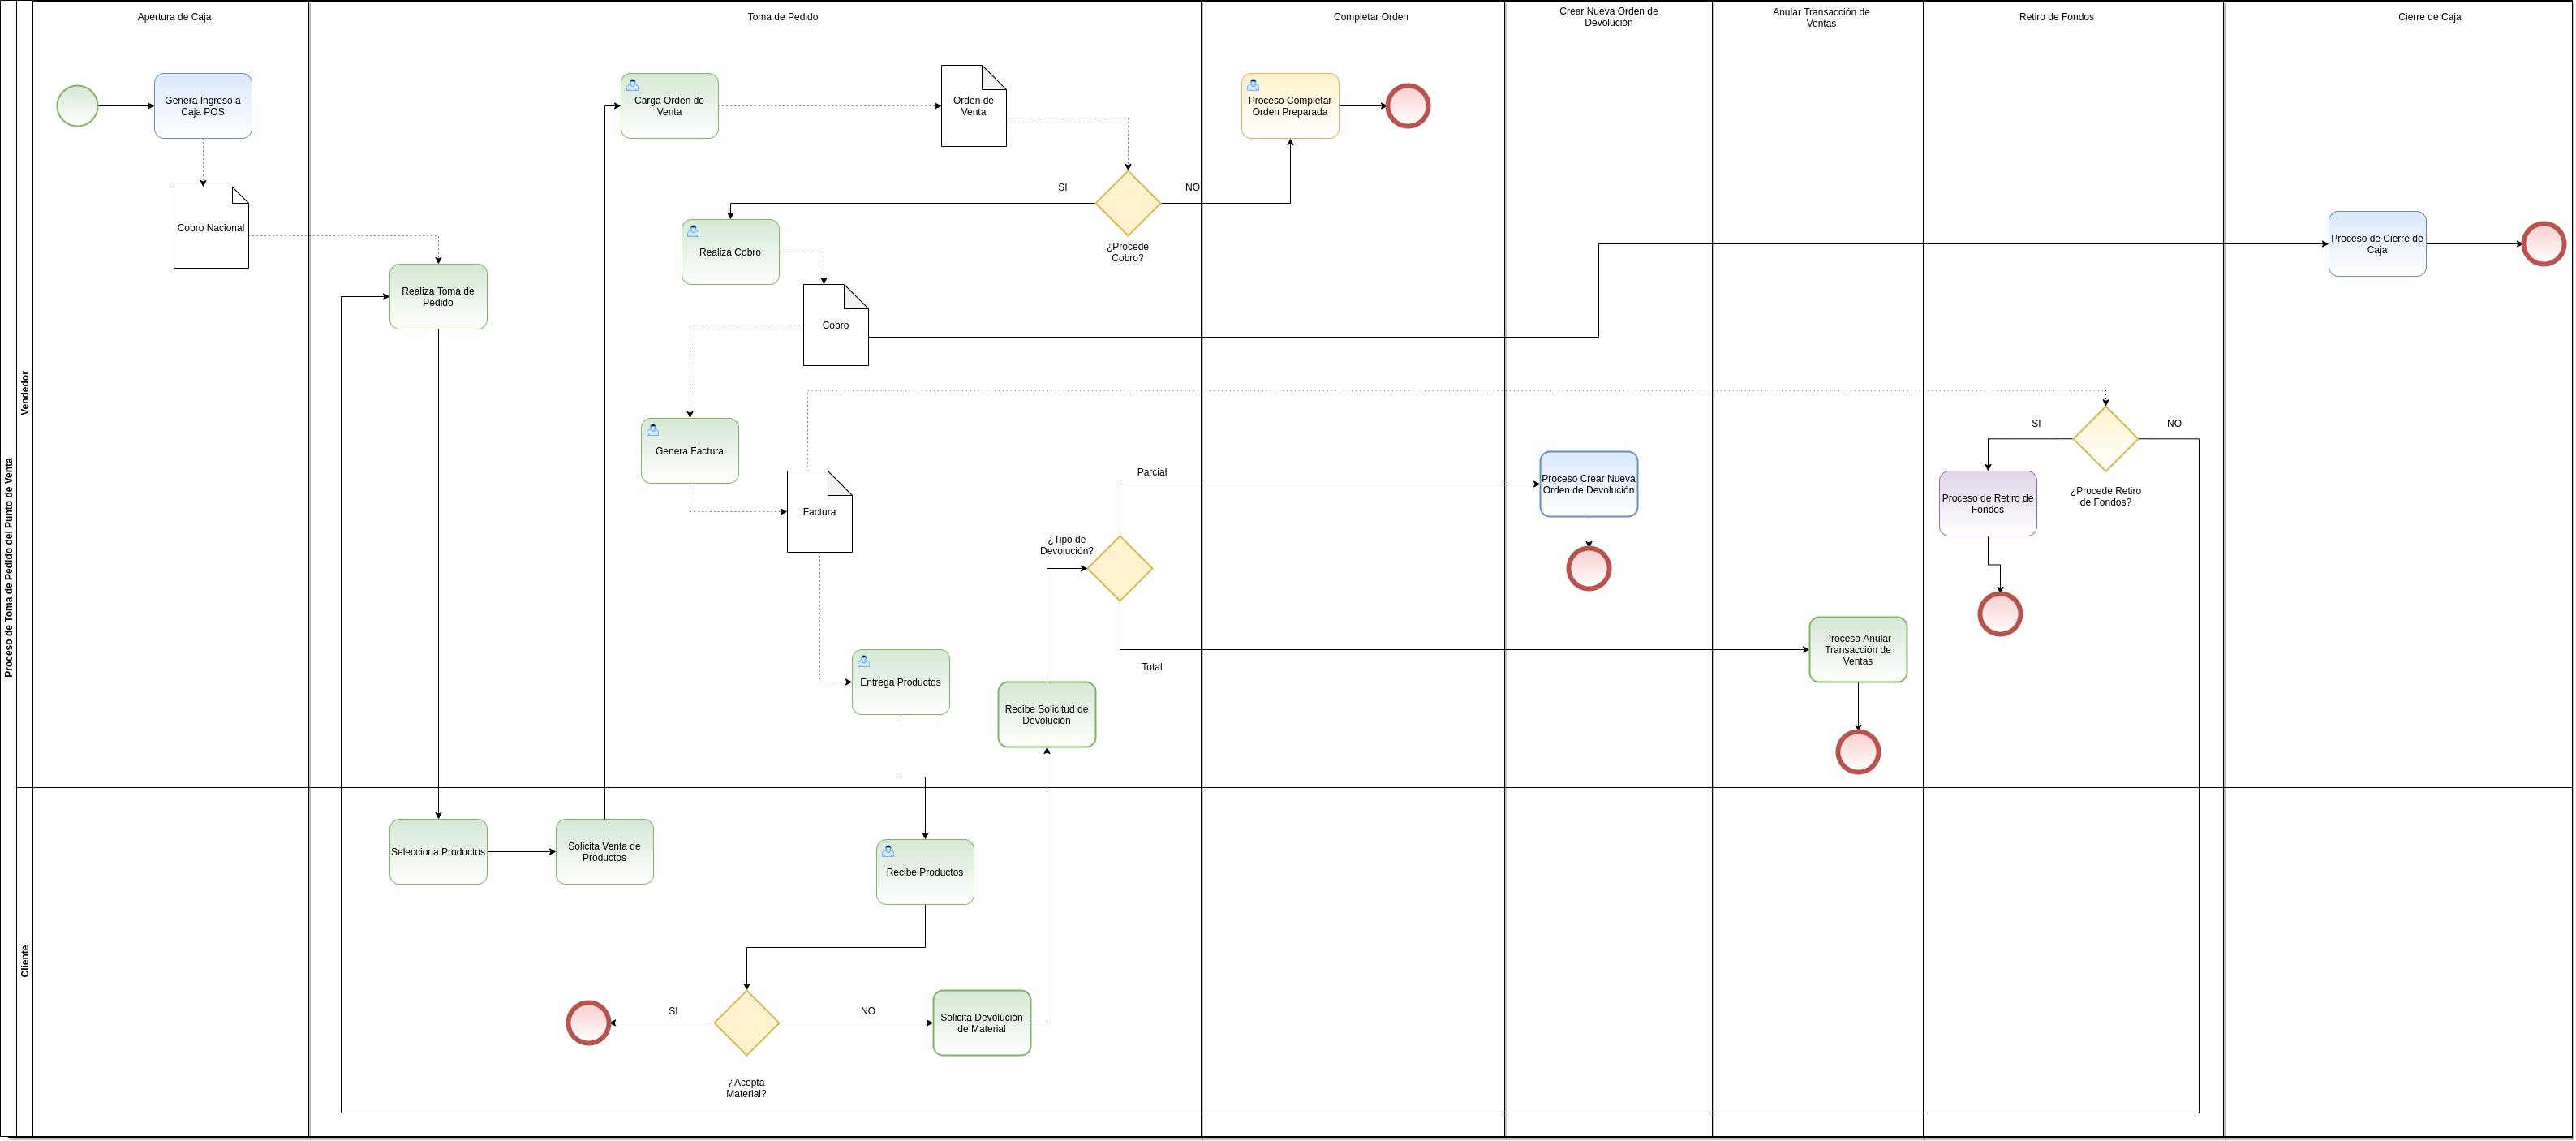 Apertura de Caja
Toma de Pedido
Completar Orden
Crear Nueva Orden de
Devolución
Anular Transacción de
Ventas
Retiro de Fondos
Cierre de Caja
Proceso de Toma de Pedido del Punto de Venta
Vendedor
Cliente
Genera Ingreso a
Caja POS
Cobro Nacional
Realiza Toma de
Pedido
Carga Orden de
Venta
Orden de
Venta
Proceso Completar
Orden Preparada
SI
NO
¿Procede
Cobro?
Realiza Cobro
Cobro
Proceso de Cierre de
Caja
Genera Factura
Factura
Parcial
¿Tipo de
Devolución?
Total
Proceso Crear Nueva
Orden de Devolución
SI
NO
¿Procede Retiro
de Fondos?
Proceso de Retiro de
Fondos
Proceso Anular
Transacción de
Ventas
Entrega Productos
Recibe Solicitud de
Devolución
Selecciona Productos
Solicita Venta de
Productos
Recibe Productos
SI
NO
¿Acepta
Material?
Solicita Devolución
de Material